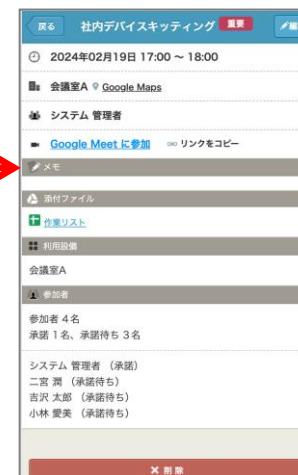 戻る 社内デバイスキッティング 重要
2024年02月19日 17:00 ~ 18:00
会議室A Google Maps
システム 管理者
Google Meet に参加 リンクをコピー
メモ
添付ファイル
作業リスト
利用設備
会議室A
参加者
参加者 4名
承諾 1名、承諾待ち 3名
システム 管理者 (承諾)
二宮 潤 (承諾待ち)
吉沢 太郎 (承諾待ち)
小林 愛美 (承諾待ち)
× 削除